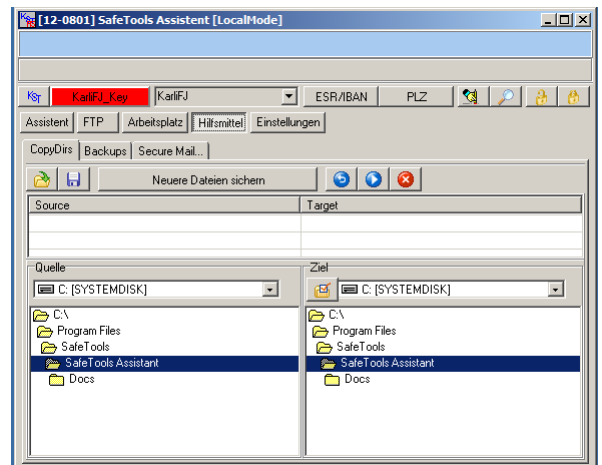 [12-0801] SafeTools Assistent [LocalMode]
KST KarliFJ_Key KarliFJ ESR/IBAN PLZ
Assistent FTP Arbeitsplatz Hilfsmittel Einstellungen
CopyDirs Backups Secure Mail...
Neuere Dateien sichern
Source Target
Quelle Ziel
C: [SYSTEMDISK] C: [SYSTEMDISK]
C:\ C:\
Program Files Program Files
SafeTools SafeTools
SafeTools Assistant SafeTools Assistant
Docs Docs